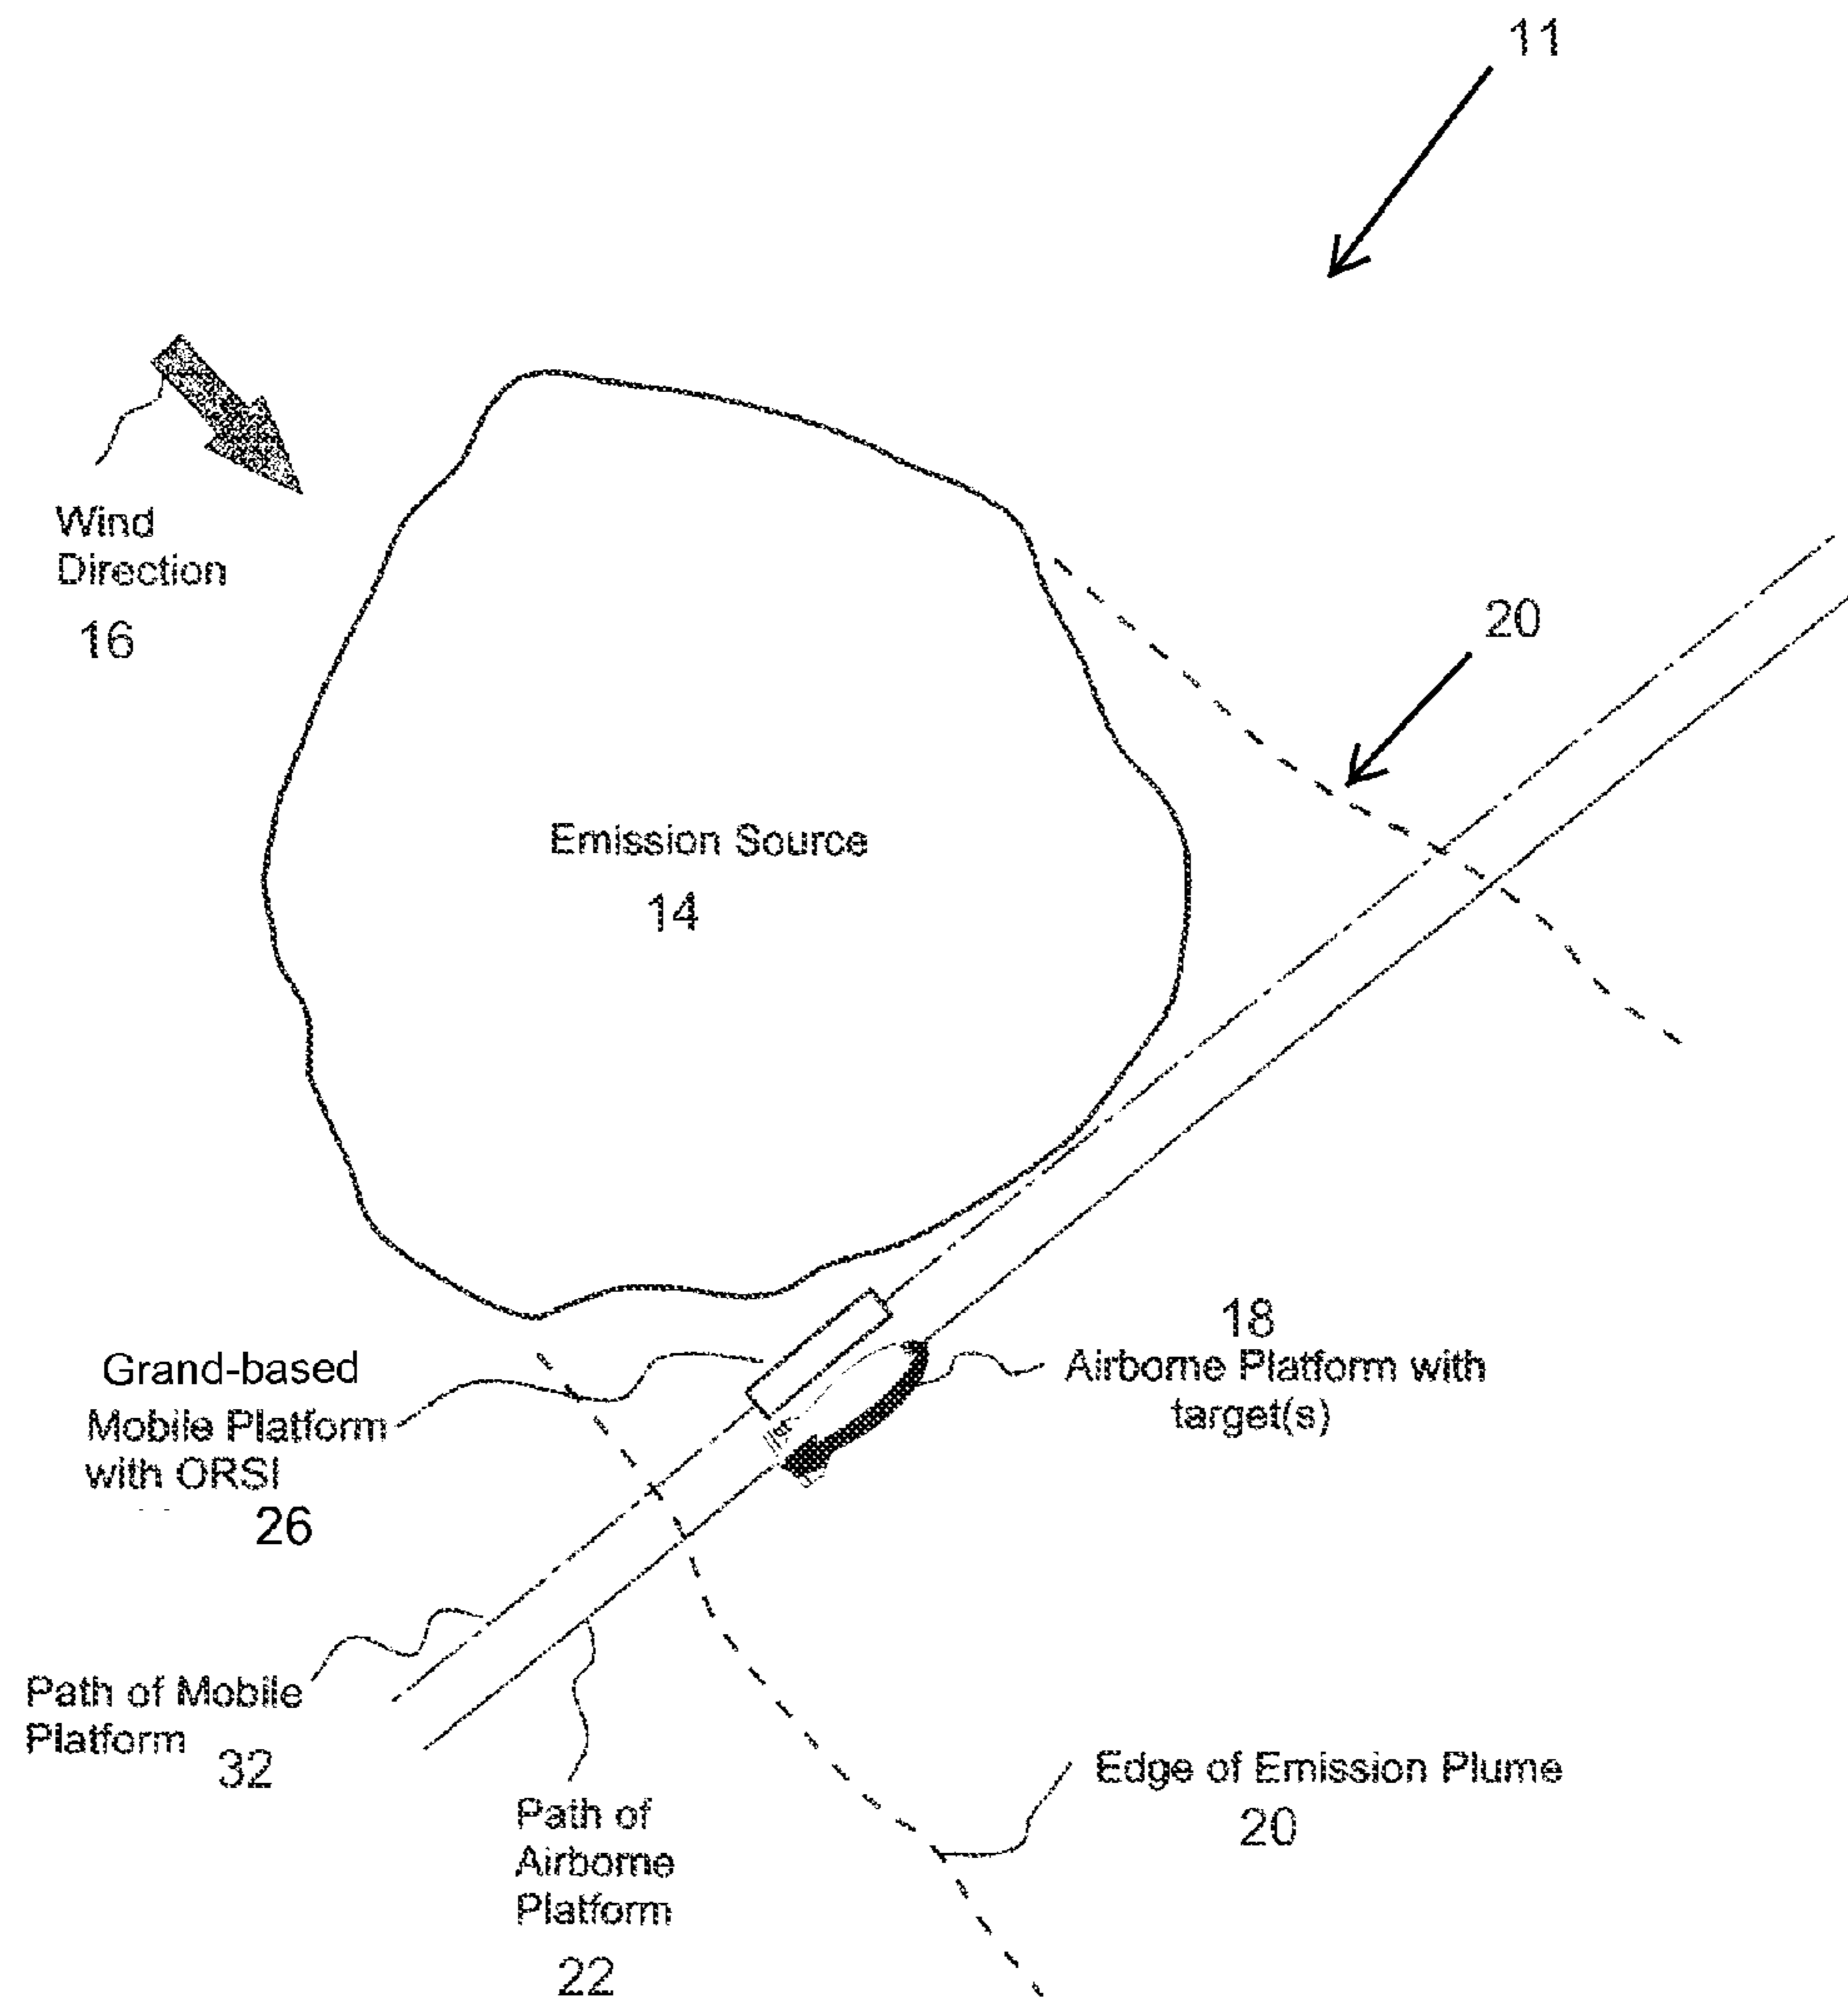 11
Wind
Direction
16
20
Emission Source
14
18
Airborne Platform with
target(s)
Grand-based
Mobile Platform
with ORSI
26
Path of Mobile
Platform
32
Path of
Airborne
Platform
22
Edge of Emission Plume
20